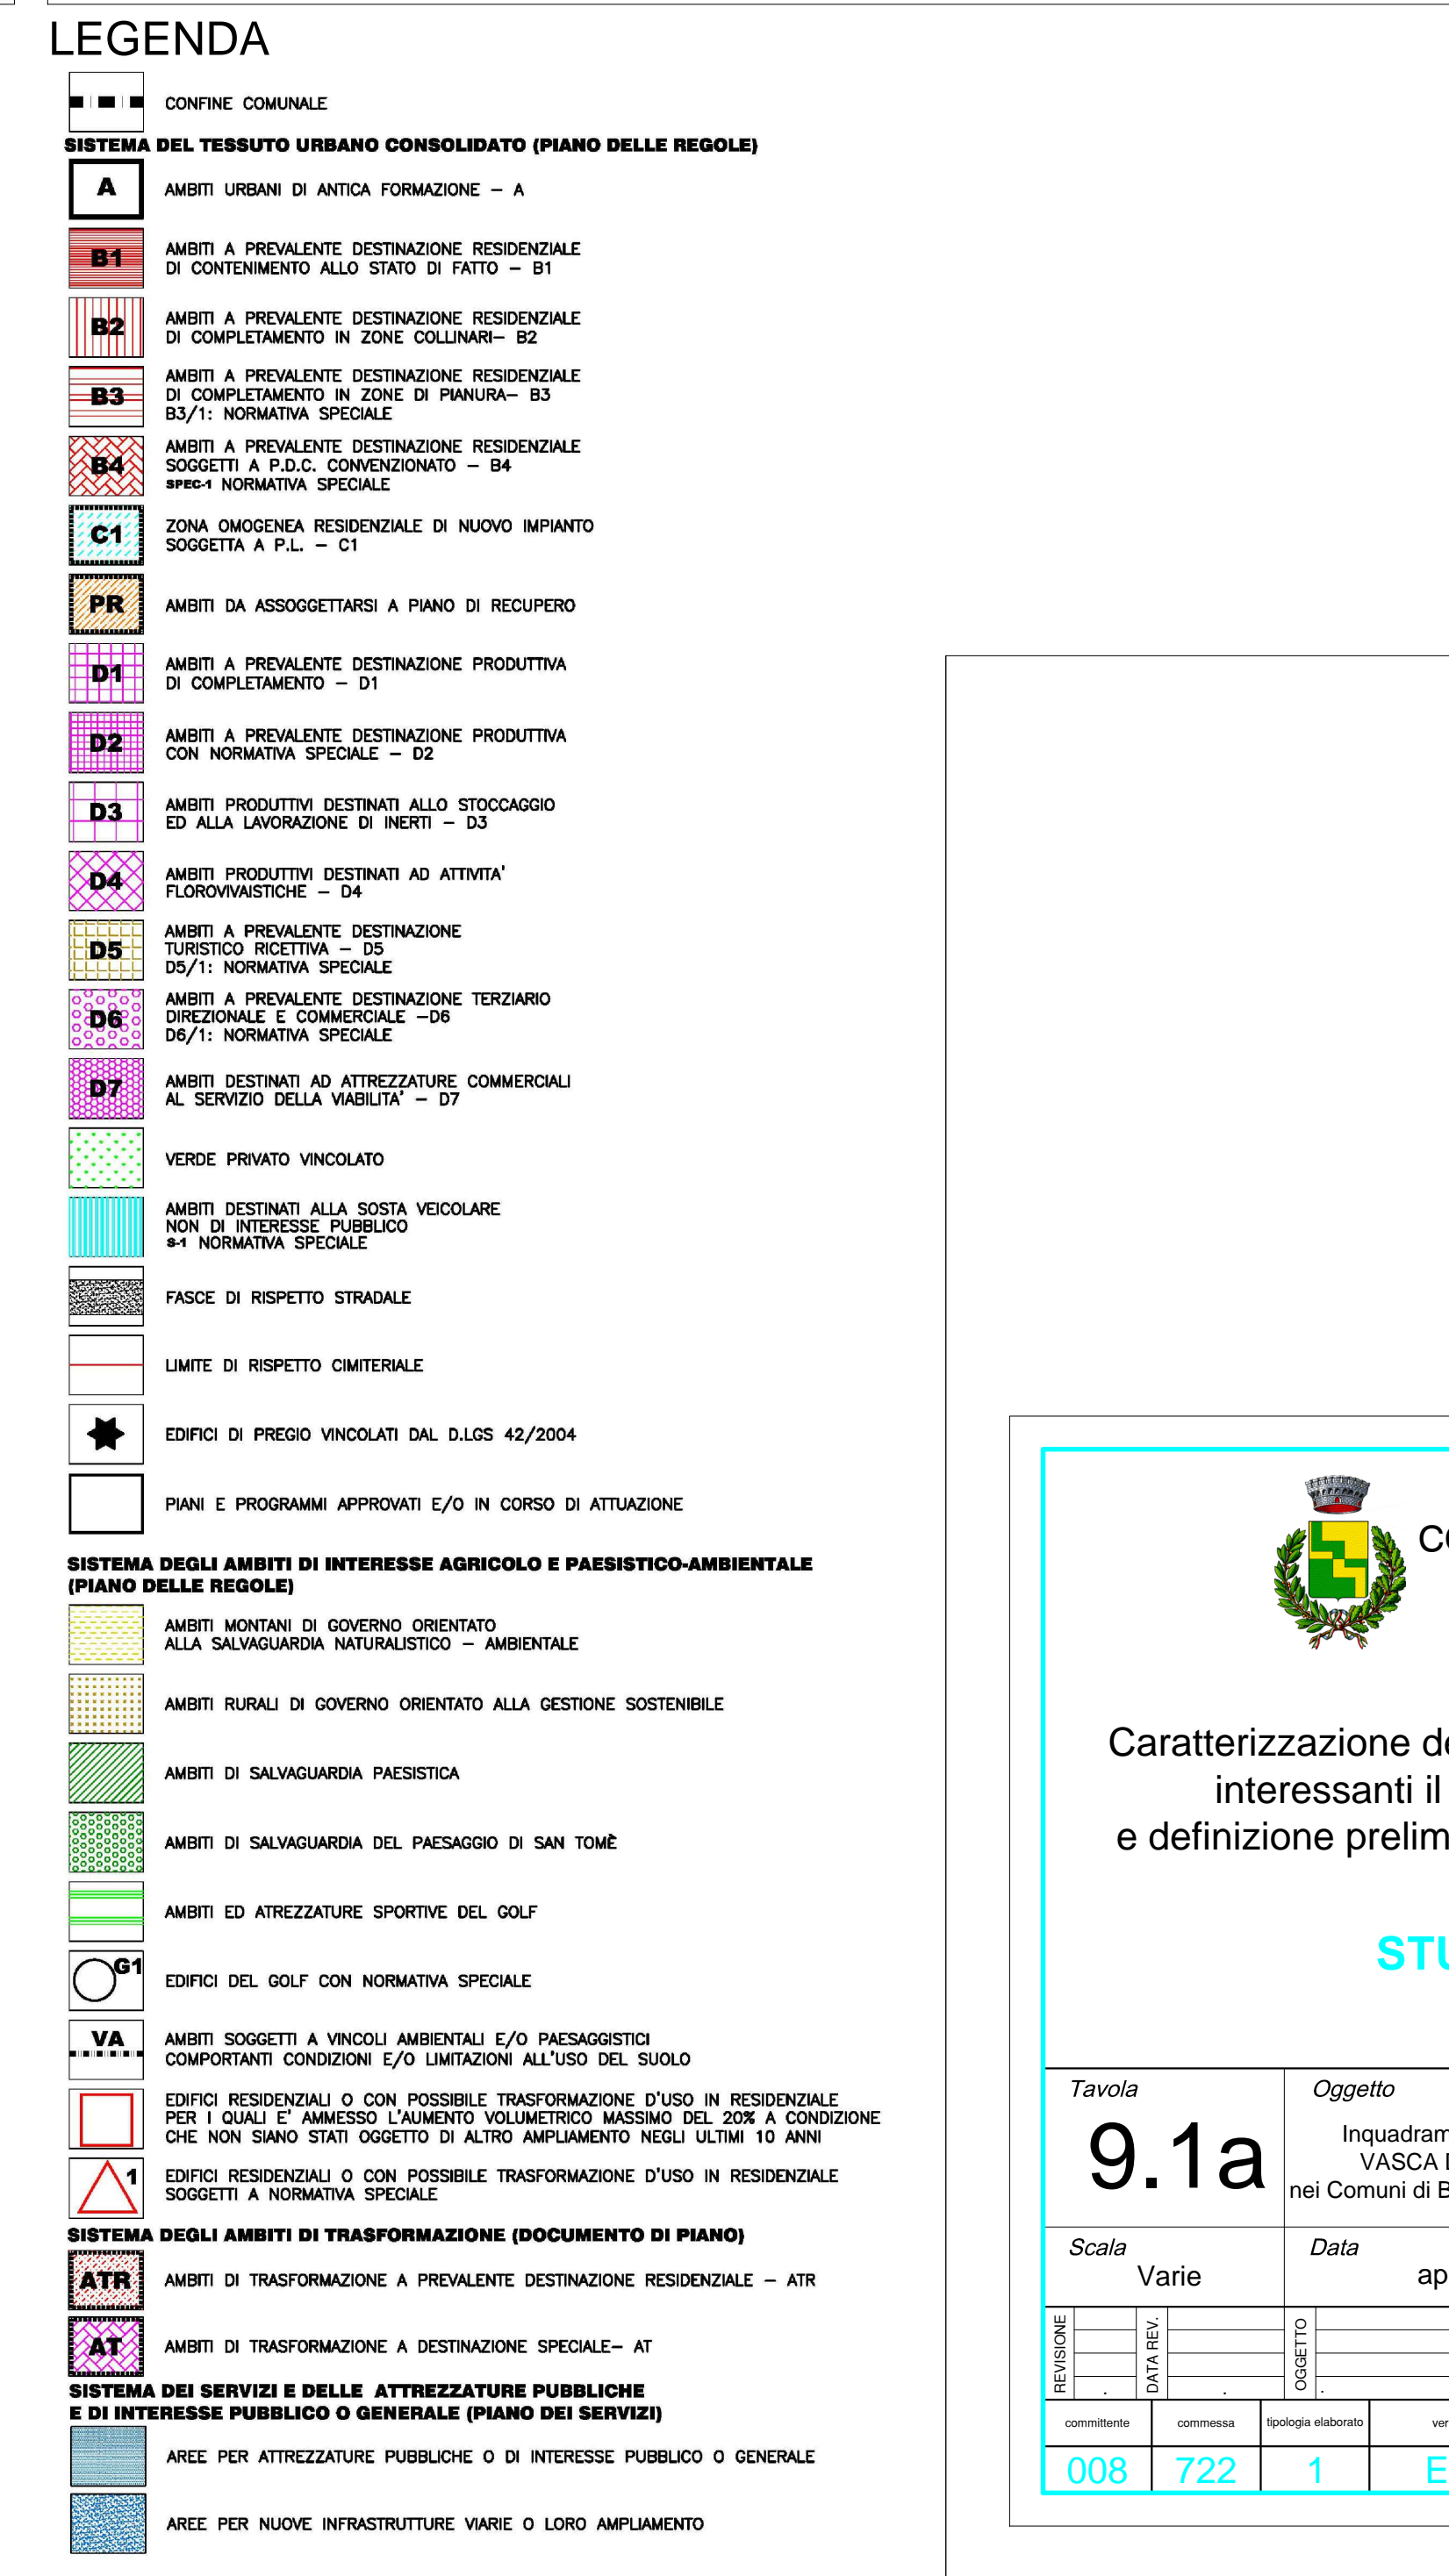 LEGENDA
CONFINE COMUNALE
SISTEMA DEL TESSUTO URBANO CONSOLIDATO (PIANO DELLE REGOLE)
A
AMBITI URBANI DI ANTICA FORMAZIONE – A
B1
AMBITI A PREVALENTE DESTINAZIONE RESIDENZIALE
DI CONTENIMENTO ALLO STATO DI FATTO – B1
B2
AMBITI A PREVALENTE DESTINAZIONE RESIDENZIALE
DI COMPLETAMENTO IN ZONE COLLINARI– B2
B3
AMBITI A PREVALENTE DESTINAZIONE RESIDENZIALE
DI COMPLETAMENTO IN ZONE DI PIANURA– B3
B3/1: NORMATIVA SPECIALE
B4
AMBITI A PREVALENTE DESTINAZIONE RESIDENZIALE
SOGGETTI A P.D.C. CONVENZIONATO – B4
SPEC-1 NORMATIVA SPECIALE
C1
ZONA OMOGENEA RESIDENZIALE DI NUOVO IMPIANTO
SOGGETTA A P.L. – C1
PR
AMBITI DA ASSOGGETTARSI A PIANO DI RECUPERO
D1
AMBITI A PREVALENTE DESTINAZIONE PRODUTTIVA
DI COMPLETAMENTO – D1
D2
AMBITI A PREVALENTE DESTINAZIONE PRODUTTIVA
CON NORMATIVA SPECIALE – D2
D3
AMBITI PRODUTTIVI DESTINATI ALLO STOCCAGGIO
ED ALLA LAVORAZIONE DI INERTI – D3
D4
AMBITI PRODUTTIVI DESTINATI AD ATTIVITA'
FLOROVIVAISTICHE – D4
D5
AMBITI A PREVALENTE DESTINAZIONE
TURISTICO RICETTIVA – D5
D5/1: NORMATIVA SPECIALE
D6
AMBITI A PREVALENTE DESTINAZIONE TERZIARIO
DIREZIONALE E COMMERCIALE –D6
D6/1: NORMATIVA SPECIALE
D7
AMBITI DESTINATI AD ATTREZZATURE COMMERCIALI
AL SERVIZIO DELLA VIABILITA' – D7
VERDE PRIVATO VINCOLATO
AMBITI DESTINATI ALLA SOSTA VEICOLARE
NON DI INTERESSE PUBBLICO
S-1 NORMATIVA SPECIALE
FASCE DI RISPETTO STRADALE
LIMITE DI RISPETTO CIMITERIALE
EDIFICI DI PREGIO VINCOLATI DAL D.LGS 42/2004
PIANI E PROGRAMMI APPROVATI E/O IN CORSO DI ATTUAZIONE
SISTEMA DEGLI AMBITI DI INTERESSE AGRICOLO E PAESISTICO-AMBIENTALE
(PIANO DELLE REGOLE)
AMBITI MONTANI DI GOVERNO ORIENTATO
ALLA SALVAGUARDIA NATURALISTICO – AMBIENTALE
AMBITI RURALI DI GOVERNO ORIENTATO ALLA GESTIONE SOSTENIBILE
AMBITI DI SALVAGUARDIA PAESISTICA
AMBITI DI SALVAGUARDIA DEL PAESAGGIO DI SAN TOMÈ
AMBITI ED ATREZZATURE SPORTIVE DEL GOLF
G1
EDIFICI DEL GOLF CON NORMATIVA SPECIALE
VA
AMBITI SOGGETTI A VINCOLI AMBIENTALI E/O PAESAGGISTICI
COMPORTANTI CONDIZIONI E/O LIMITAZIONI ALL'USO DEL SUOLO
EDIFICI RESIDENZIALI O CON POSSIBILE TRASFORMAZIONE D'USO IN RESIDENZIALE
PER I QUALI E' AMMESSO L'AUMENTO VOLUMETRICO MASSIMO DEL 20% A CONDIZIONE
CHE NON SIANO STATI OGGETTO DI ALTRO AMPLIAMENTO NEGLI ULTIMI 10 ANNI
1
EDIFICI RESIDENZIALI O CON POSSIBILE TRASFORMAZIONE D'USO IN RESIDENZIALE
SOGGETTI A NORMATIVA SPECIALE
SISTEMA DEGLI AMBITI DI TRASFORMAZIONE (DOCUMENTO DI PIANO)
ATR
AMBITI DI TRASFORMAZIONE A PREVALENTE DESTINAZIONE RESIDENZIALE – ATR
AT
AMBITI DI TRASFORMAZIONE A DESTINAZIONE SPECIALE– AT
SISTEMA DEI SERVIZI E DELLE ATTREZZATURE PUBBLICHE
E DI INTERESSE PUBBLICO O GENERALE (PIANO DEI SERVIZI)
AREE PER ATTREZZATURE PUBBLICHE O DI INTERESSE PUBBLICO O GENERALE
AREE PER NUOVE INFRASTRUTTURE VIARIE O LORO AMPLIAMENTO
Caratterizzazione
interessanti il
e definizione
Tavola
9.1a
Oggetto
VASCA
nei Comuni di
Scala
Varie
Data
REVISIONE
.
DATA REV.
.
OGGETTO
.
committente
commessa
tipologia elaborato
008
722
1
E